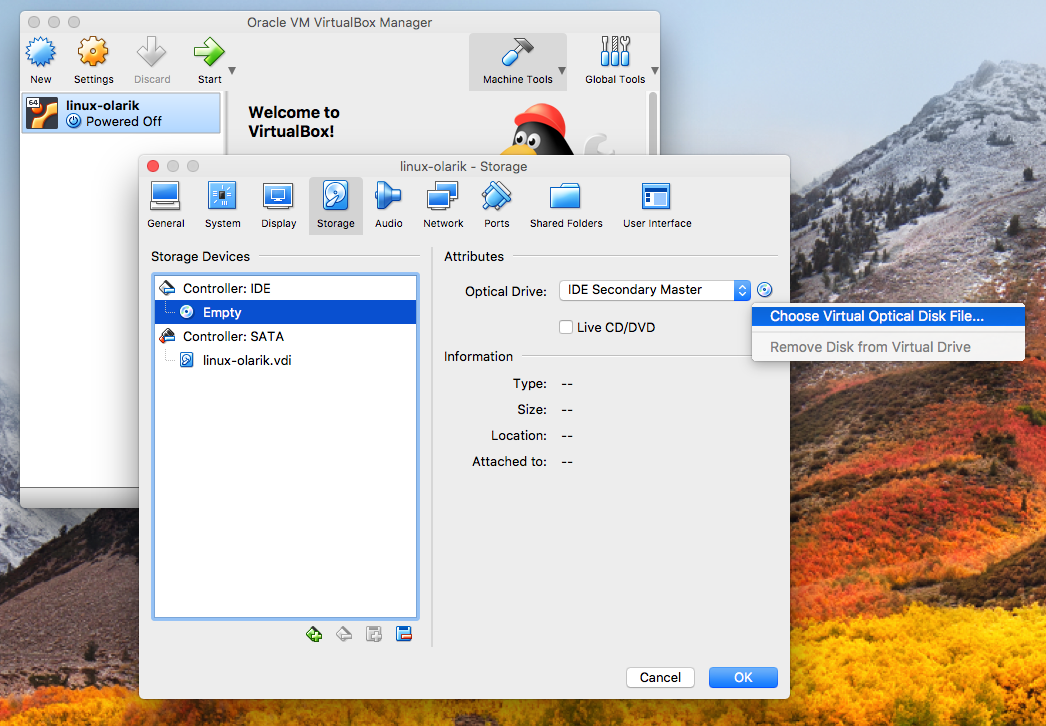 Oracle VM VirtualBox Manager
New
Settings
Discard
Start
Machine Tools
Global Tools
64
linux-olarik
Powered Off
Welcome to
VirtualBox!
linux-olarik - Storage
General
System
Display
Storage
Audio
Network
Ports
Shared Folders
User Interface
Storage Devices
Controller: IDE
Empty
Controller: SATA
linux-olarik.vdi
Attributes
Optical Drive:
IDE Secondary Master
Live CD/DVD
Choose Virtual Optical Disk File...
Remove Disk from Virtual Drive
Information
Type: --
Size: --
Location: --
Attached to: --
Cancel
OK